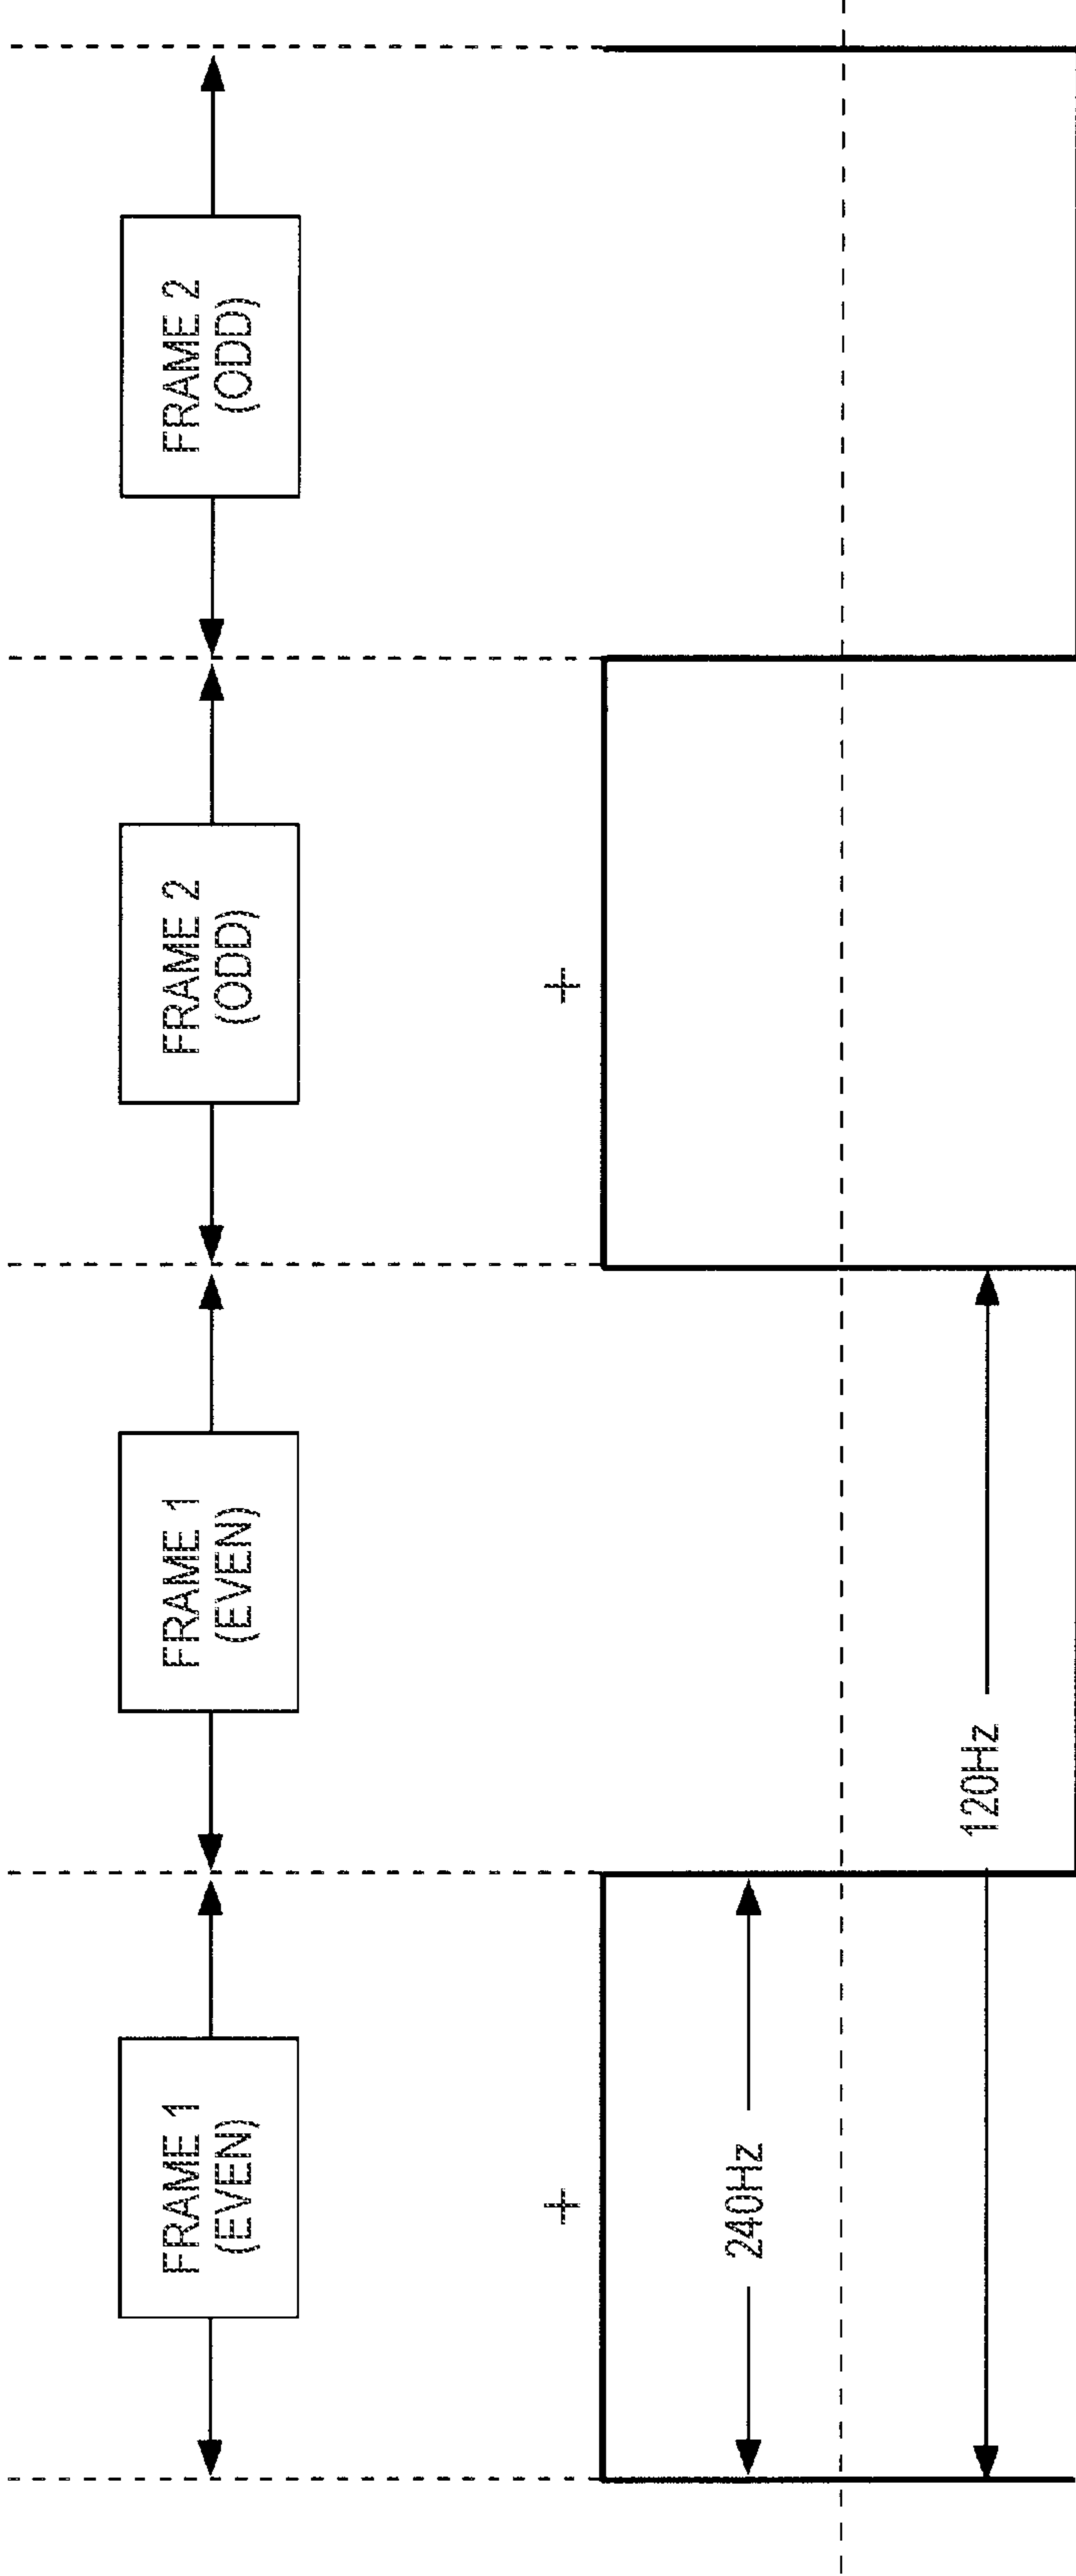 FRAME 1
(EVEN)
FRAME 1
(EVEN)
FRAME 2
(ODD)
FRAME 2
(ODD)
+
+
240Hz
120Hz